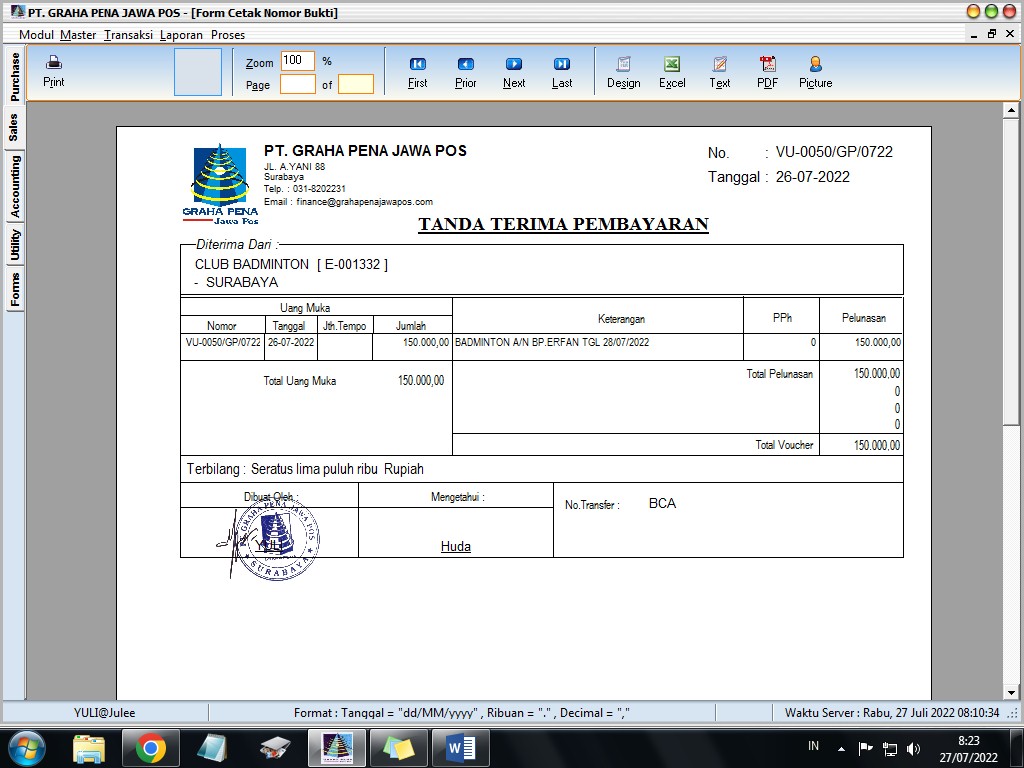 PT. GRAHA PENA JAWA POS - [Form Cetak Nomor Bukti]
Modul Master Transaksi Laporan Proses
Print
Zoom 100 %
Page of
First Prior Next Last
Design Excel Text PDF Picture
Purchase
Sales
Accounting
Utility
Forms
GRAHA PENA
Jawa Pos
PT. GRAHA PENA JAWA POS
JL. A.YANI 88
Surabaya
Telp. : 031-8202231
Email : finance@grahapenajawapos.com
No. : VU-0050/GP/0722
Tanggal : 26-07-2022
TANDA TERIMA PEMBAYARAN
Diterima Dari :
CLUB BADMINTON [ E-001332 ]
- SURABAYA
Uang Muka Keterangan PPh Pelunasan
Nomor Tanggal Jth.Tempo Jumlah
VU-0050/GP/0722 26-07-2022 150.000,00 BADMINTON A/N BP.ERFAN TGL 28/07/2022 0 150.000,00
Total Uang Muka 150.000,00 Total Pelunasan 150.000,00
0
0
0
Total Voucher 150.000,00
Terbilang : Seratus lima puluh ribu Rupiah
Dibuat Oleh : Mengetahui : No.Transfer : BCA
PT. GRAHA PENA JAWA POS
SURABAYA
YULI Huda
YULI@Julee Format : Tanggal = "dd/MM/yyyy" , Ribuan = "." , Decimal = "," Waktu Server : Rabu, 27 Juli 2022 08:10:34
IN 8:23
27/07/2022